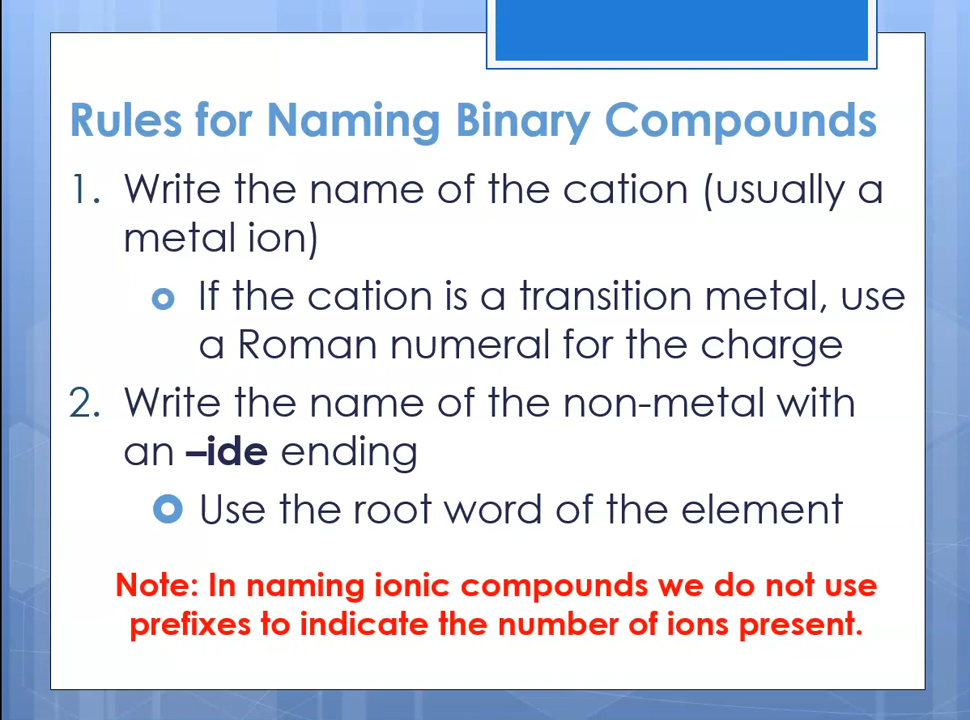 Rules for Naming Binary Compounds
1. Write the name of the cation (usually a
metal ion)
If the cation is a transition metal, use
a Roman numeral for the charge
2. Write the name of the non-metal with
an –ide ending
Use the root word of the element
Note: In naming ionic compounds we do not use
prefixes to indicate the number of ions present.